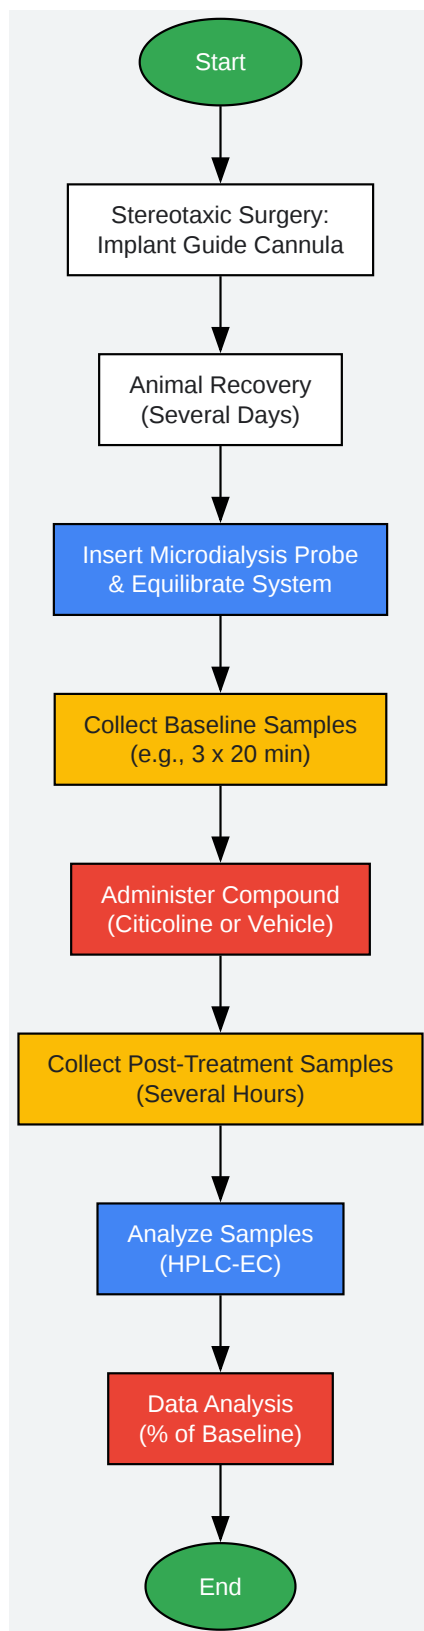 Start
Stereotaxic Surgery:
Implant Guide Cannula
Animal Recovery
(Several Days)
Insert Microdialysis Probe
& Equilibrate System
Collect Baseline Samples
(e.g., 3 x 20 min)
Administer Compound
(Citicoline or Vehicle)
Collect Post-Treatment Samples
(Several Hours)
Analyze Samples
(HPLC-EC)
Data Analysis
(% of Baseline)
End